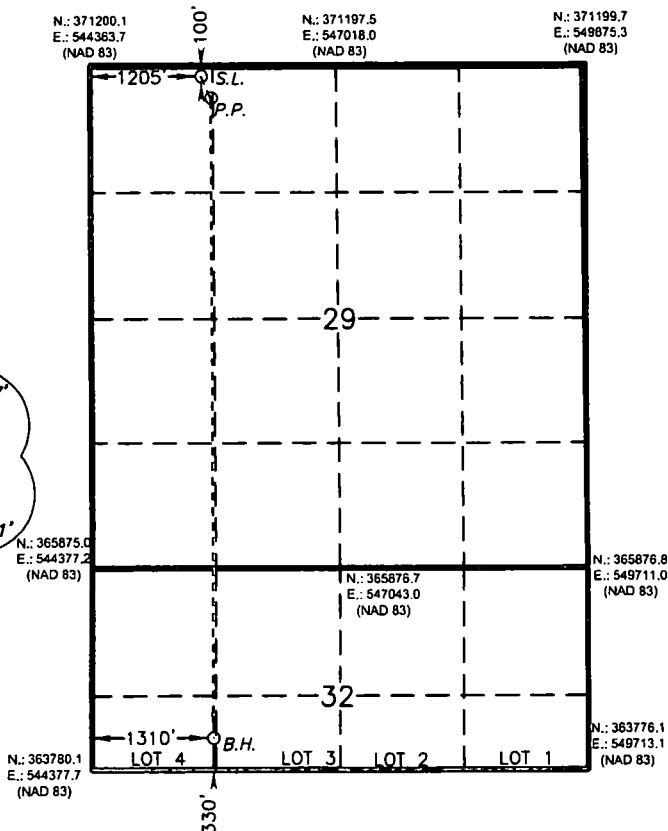 N.: 371200.1
E.: 544363.7
(NAD 83)
100'
N.: 371197.5
E.: 547018.0
(NAD 83)
N.: 371199.7
E.: 549675.3
(NAD 83)
1205'
S.L.
P.P.
29
1'
N.: 365875.0
E.: 544377.2
(NAD 83)
N.: 365876.7
E.: 547043.0
(NAD 83)
N.: 365876.8
E.: 549711.0
(NAD 83)
32
1310'
B.H.
LOT 4
LOT 3
LOT 2
LOT 1
N.: 363780.1
E.: 544377.7
(NAD 83)
330'
N.: 363776.1
E.: 549713.1
(NAD 83)